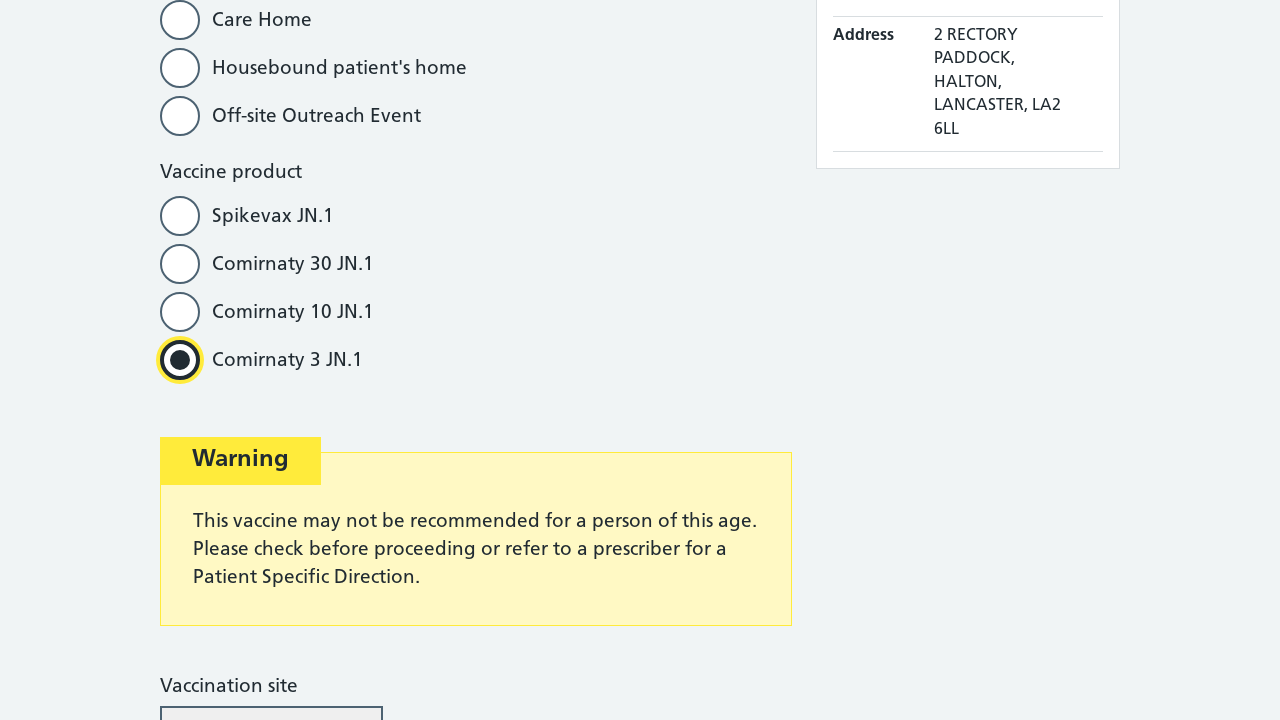 Care Home
Housebound patient's home
Off-site Outreach Event
Vaccine product
Spikevax JN.1
Comirnaty 30 JN.1
Comirnaty 10 JN.1
Comirnaty 3 JN.1
Warning
This vaccine may not be recommended for a person of this age.
Please check before proceeding or refer to a prescriber for a
Patient Specific Direction.
Vaccination site
Address
2 RECTORY
PADDOCK,
HALTON,
LANCASTER, LA2
6LL